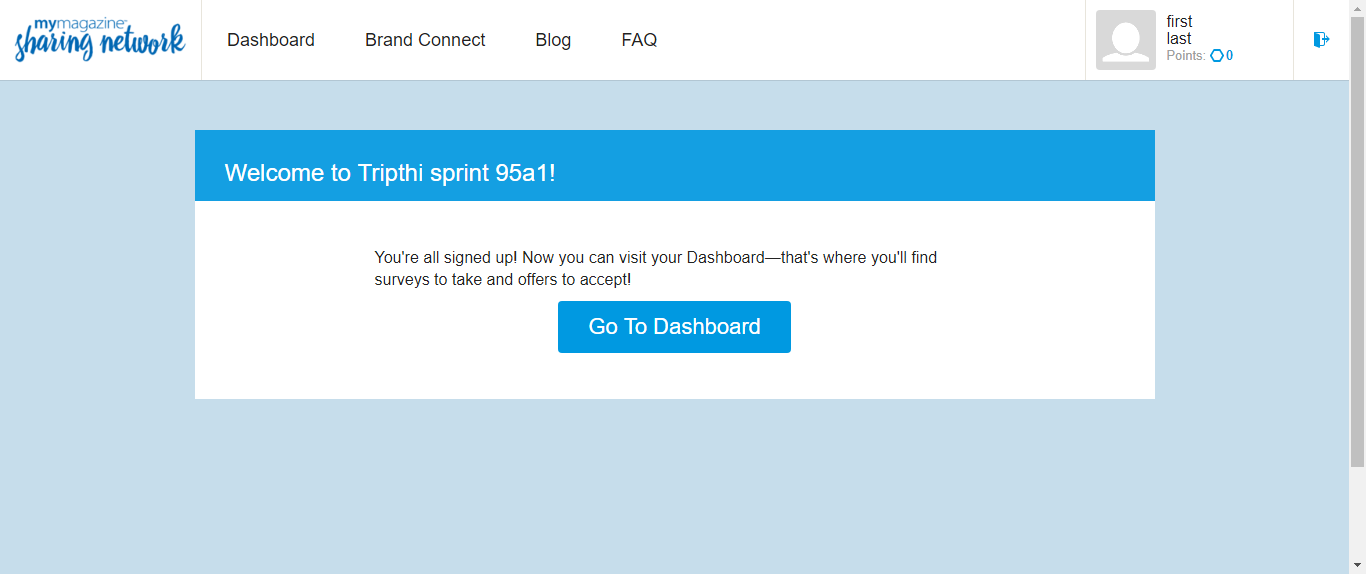 mymagazine
sharing network
Dashboard
Brand Connect
Blog
FAQ
first
last
Points: 0
Welcome to Tripthi sprint 95a1!
You're all signed up! Now you can visit your Dashboard—that's where you'll find
surveys to take and offers to accept!
Go To Dashboard